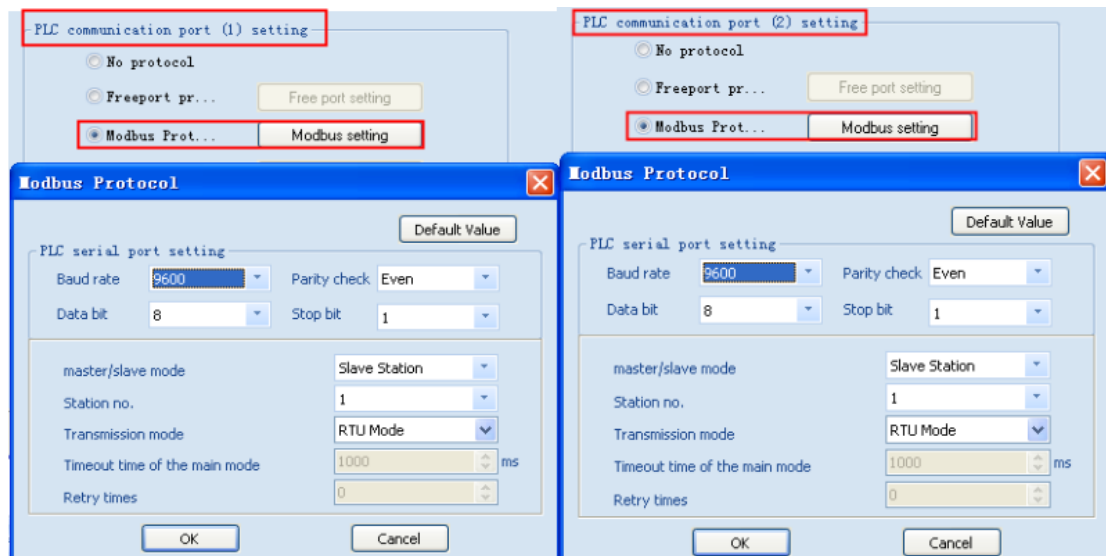 PLC communication port (1) setting
No protocol
Freeport pr...
Free port setting
Modbus Prot...
Modbus setting
Modbus Protocol
Default Value
PLC serial port setting
Baud rate
9600
Parity check
Even
Data bit
8
Stop bit
1
master/slave mode
Slave Station
Station no.
1
Transmission mode
RTU Mode
Timeout time of the main mode
1000
ms
Retry times
0
OK
Cancel
PLC communication port (2) setting
No protocol
Freeport pr...
Free port setting
Modbus Prot...
Modbus setting
Modbus Protocol
Default Value
PLC serial port setting
Baud rate
9600
Parity check
Even
Data bit
8
Stop bit
1
master/slave mode
Slave Station
Station no.
1
Transmission mode
RTU Mode
Timeout time of the main mode
1000
ms
Retry times
0
OK
Cancel